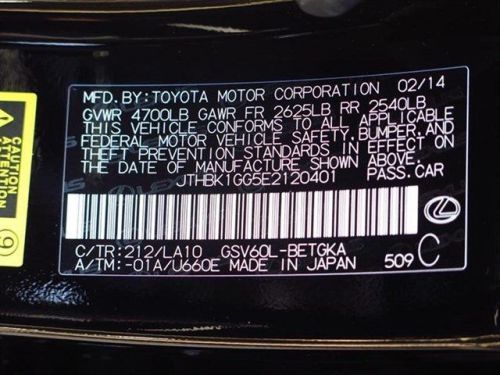 MFD. BY: TOYOTA MOTOR CORPORATION 02/14
GVWR 4700LB GAWR FR 2625LB RR 2540LB
THIS VEHICLE CONFORMS TO ALL APPLICABLE
FEDERAL MOTOR VEHICLE SAFETY, BUMPER, AND
THEFT PREVENTION STANDARDS IN EFFECT ON
THE DATE OF MANUFACTURE SHOWN ABOVE.
JTHBK1GG5E2120401 PASS. CAR
C/TR: 212/LA10 GSV60L-BETGKA
A/TM: -01A/U660E MADE IN JAPAN 509 C
CAUTION
ATTENTION